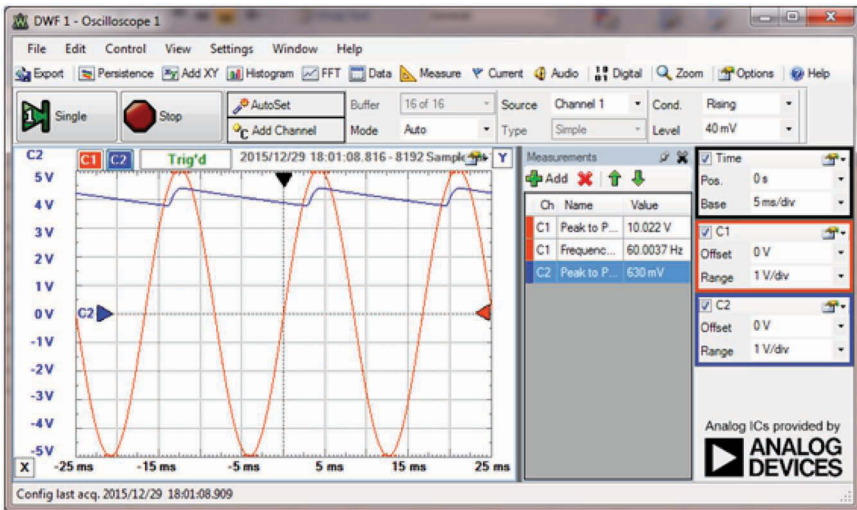 DWF 1 - Oscilloscope 1
File Edit Control View Settings Window Help
Export Persistence Add XY Histogram FFT Data Measure Current Audio Digital Zoom Options Help
Single Stop AutoSet Buffer 16 of 16 Source Channel 1 Cond. Rising
Add Channel Mode Auto Type Simple Level 40 mV
C2 C1 C2 Trig'd 2015/12/29 18:01:08.816 - 8192 Sampl Y
5 V
4 V
3 V
2 V
1 V
0 V C2
-1 V
-2 V
-3 V
-4 V
-5 V
X -25 ms -15 ms -5 ms 5 ms 15 ms 25 ms
Measurements
Add
Ch Name Value
C1 Peak to P... 10.022 V
C1 Frequenc... 60.0037 Hz
C2 Peak to P... 630 mV
Time
Pos. 0 s
Base 5 ms/div
C1
Offset 0 V
Range 1 V/div
C2
Offset 0 V
Range 1 V/div
Analog ICs provided by
ANALOG
DEVICES
Config last acq. 2015/12/29 18:01:08.909